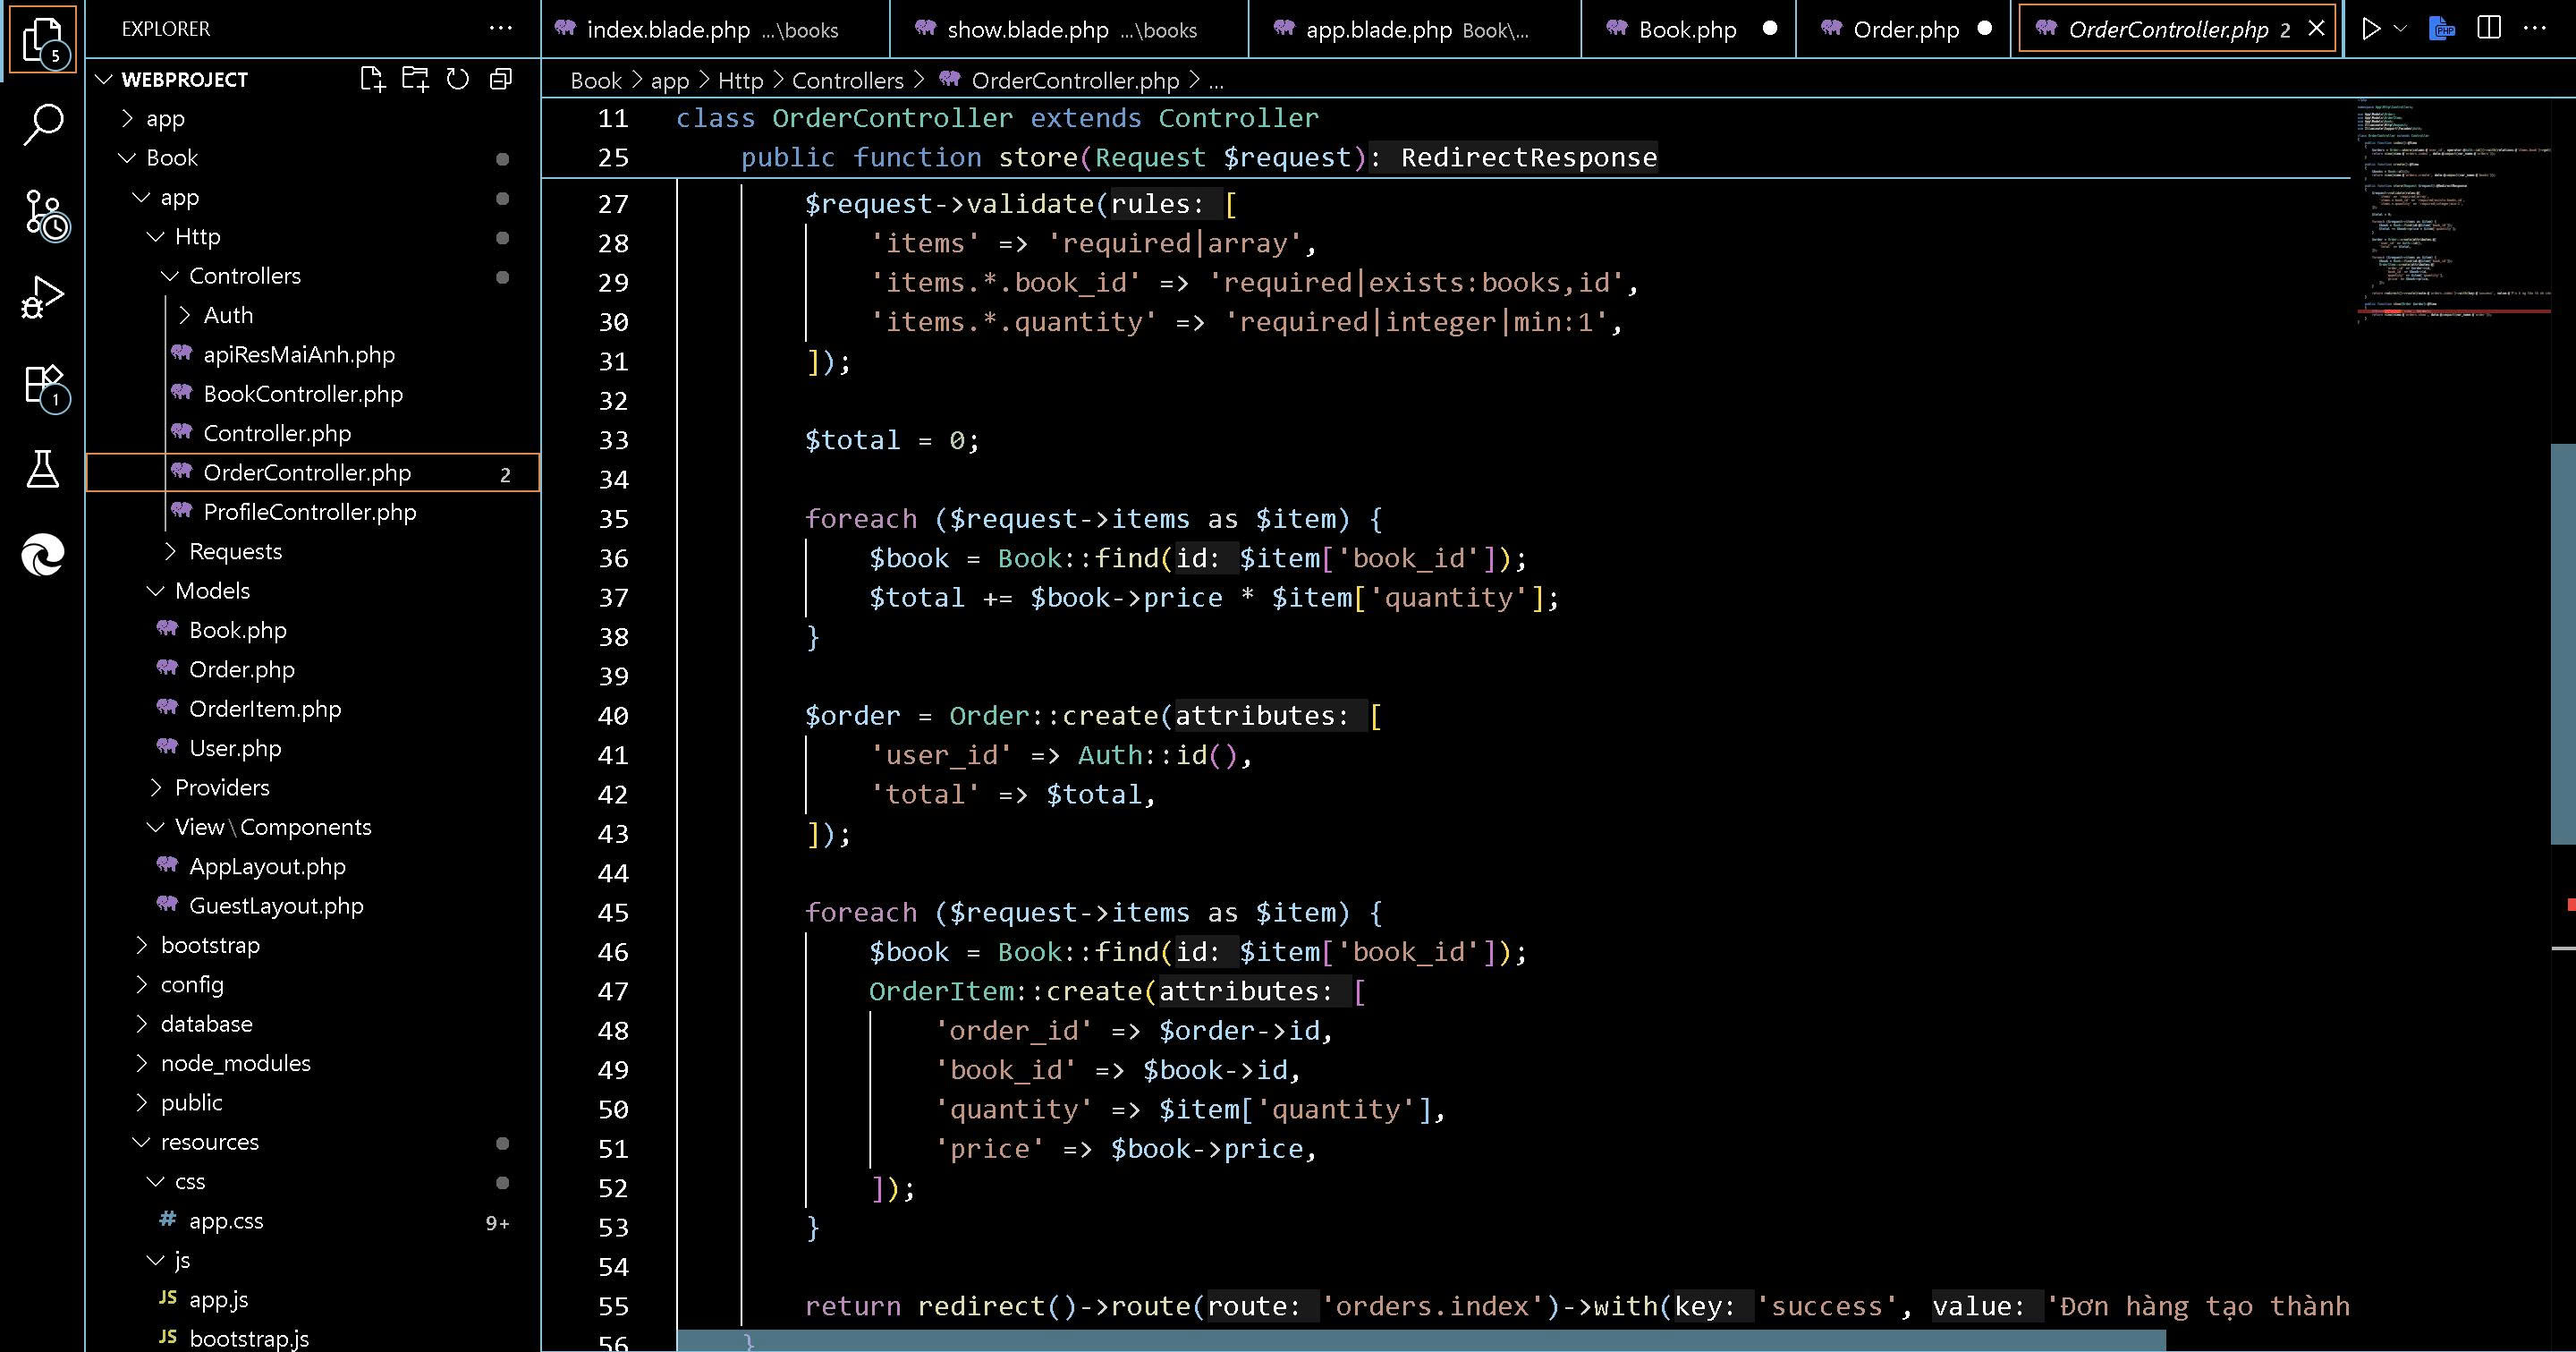 EXPLORER
WEBPROJECT
app
Book
app
Http
Controllers
Auth
apiResMaiAnh.php
BookController.php
Controller.php
OrderController.php 2
ProfileController.php
Requests
Models
Book.php
Order.php
OrderItem.php
User.php
Providers
View\Components
AppLayout.php
GuestLayout.php
bootstrap
config
database
node_modules
public
resources
css
# app.css 9+
js
JS app.js
JS bootstrap.js
5
1
index.blade.php ...\books
show.blade.php ...\books
app.blade.php Book\...
Book.php
Order.php
OrderController.php 2
PHP
Book > app > Http > Controllers > OrderController.php > ...
11 class OrderController extends Controller
25 public function store(Request $request): RedirectResponse
27 $request->validate(rules: [
28 'items' => 'required|array',
29 'items.*.book_id' => 'required|exists:books,id',
30 'items.*.quantity' => 'required|integer|min:1',
31 ]);
32
33 $total = 0;
34
35 foreach ($request->items as $item) {
36 $book = Book::find(id: $item['book_id']);
37 $total += $book->price * $item['quantity'];
38 }
39
40 $order = Order::create(attributes: [
41 'user_id' => Auth::id(),
42 'total' => $total,
43 ]);
44
45 foreach ($request->items as $item) {
46 $book = Book::find(id: $item['book_id']);
47 OrderItem::create(attributes: [
48 'order_id' => $order->id,
49 'book_id' => $book->id,
50 'quantity' => $item['quantity'],
51 'price' => $book->price,
52 ]);
53 }
54
55 return redirect()->route(route: 'orders.index')->with(key: 'success', value: 'Đơn hàng tạo thành
56 }